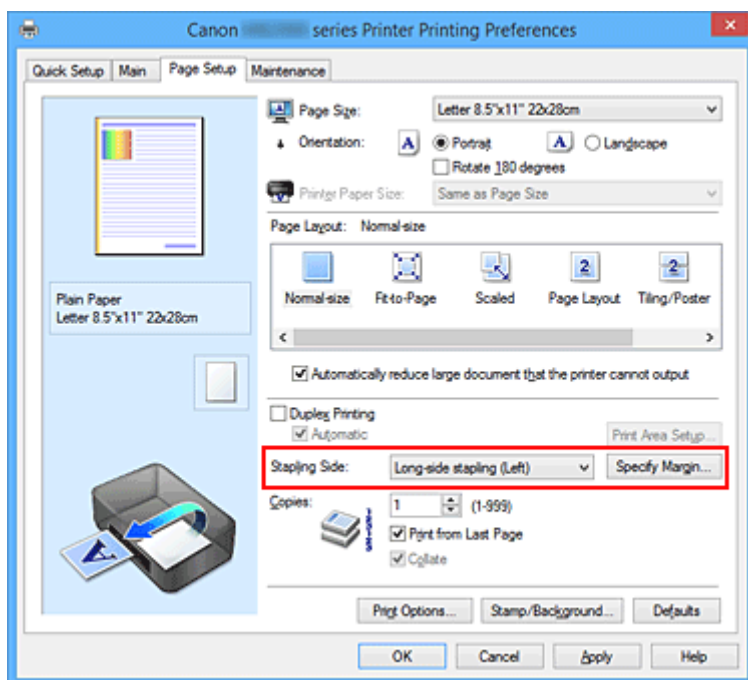 Canon series Printer Printing Preferences
Quick Setup Main Page Setup Maintenance
Page Size: Letter 8.5"x11" 22x28cm
Orientation: A Portrait A Landscape
Rotate 180 degrees
Printer Paper Size: Same as Page Size
Page Layout: Normal-size
2 2
Normal-size Fit-to-Page Scaled Page Layout Tiling/Poster
Plain Paper
Letter 8.5"x11" 22x28cm
Automatically reduce large document that the printer cannot output
Duplex Printing
Automatic Print Area Setup...
Stapling Side: Long-side stapling (Left) Specify Margin...
Copies: 1 (1-999)
Print from Last Page
Collate
A
Print Options... Stamp/Background... Defaults
OK Cancel Apply Help